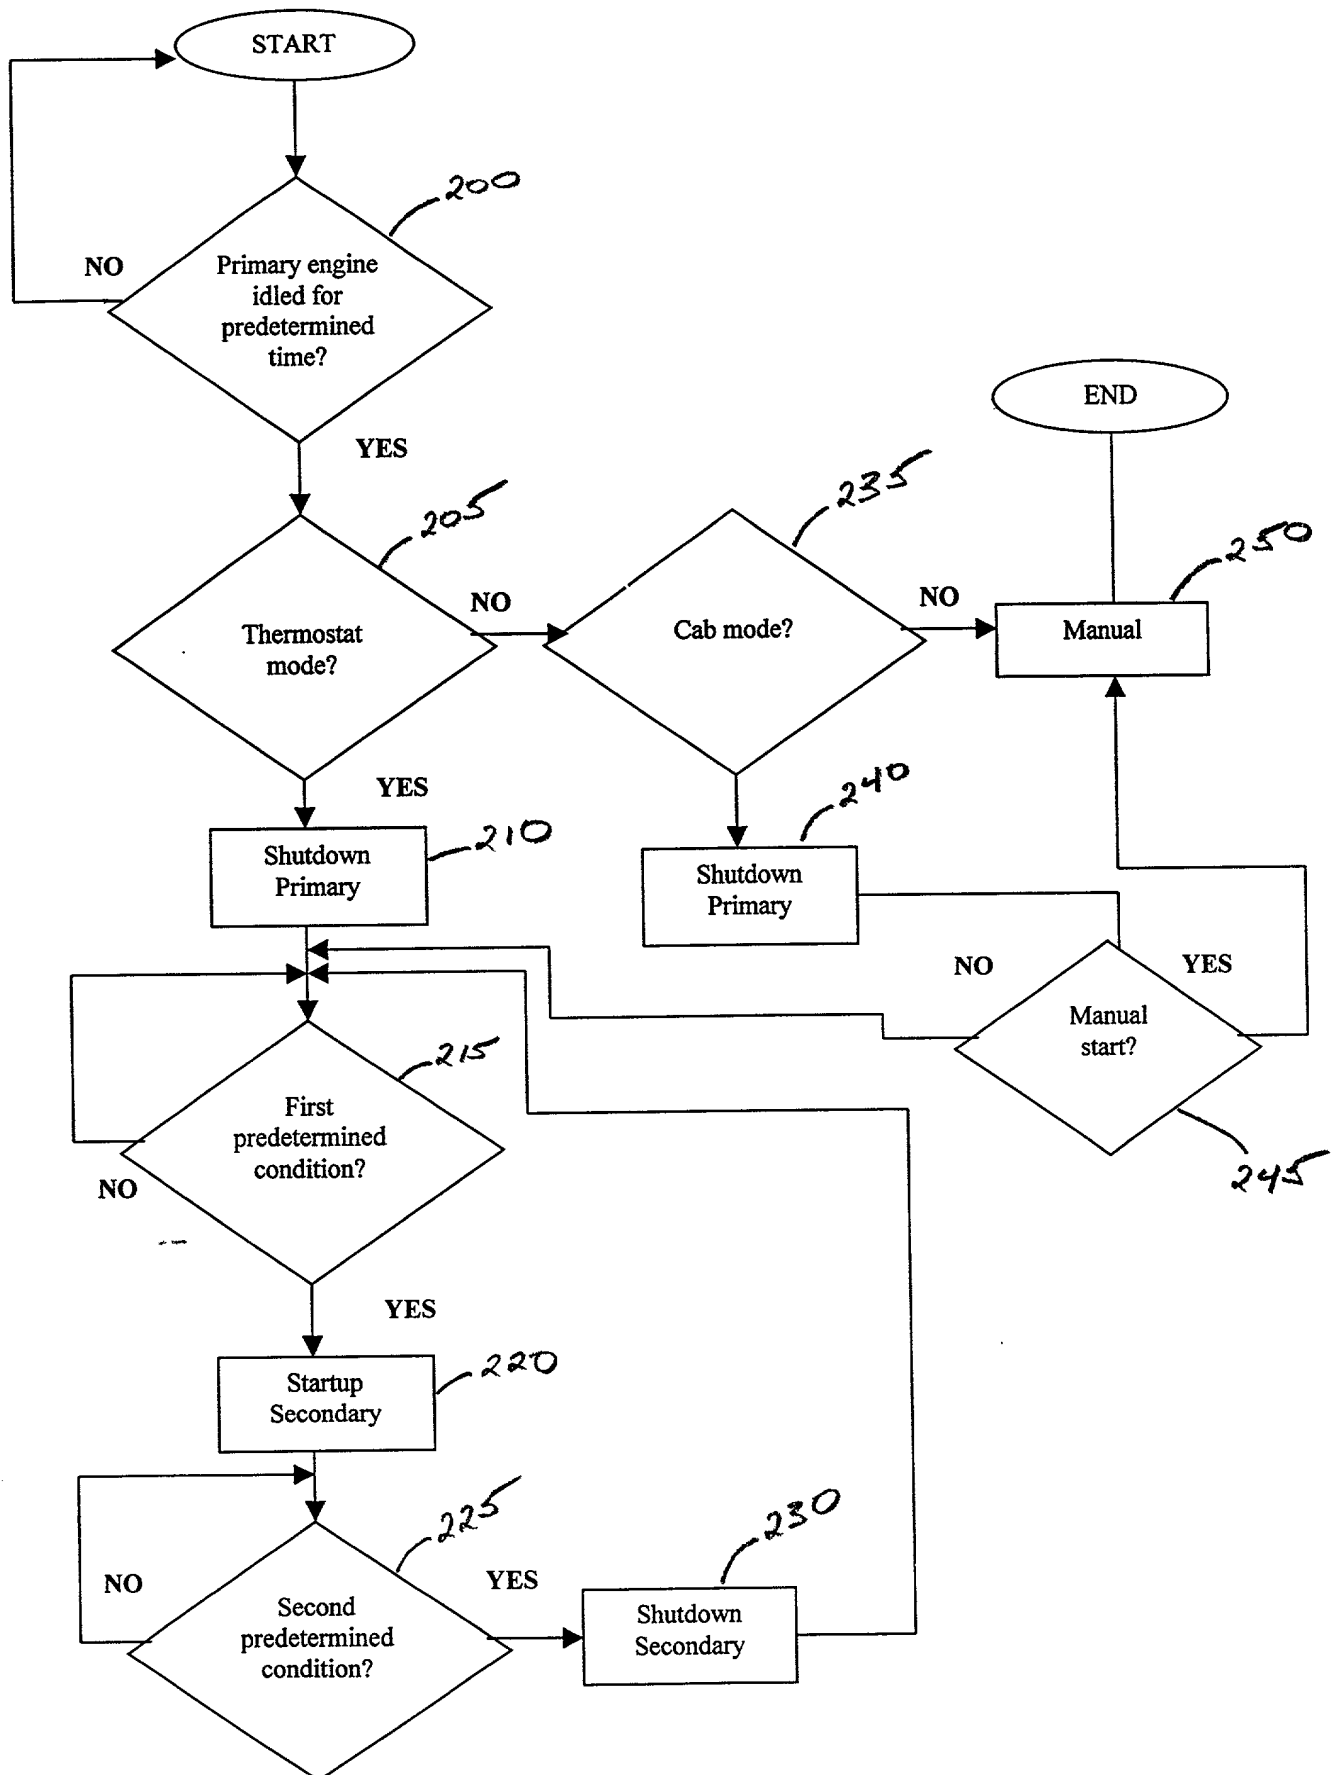 START
200
NO
Primary engine
idled for
predetermined
time?
YES
END
205
235
250
NO
NO
Thermostat
mode?
Cab mode?
Manual
YES
240
210
Shutdown
Primary
Shutdown
Primary
NO
YES
Manual
start?
215
245
First
predetermined
condition?
NO
YES
220
Startup
Secondary
225
230
NO
YES
Second
predetermined
condition?
Shutdown
Secondary